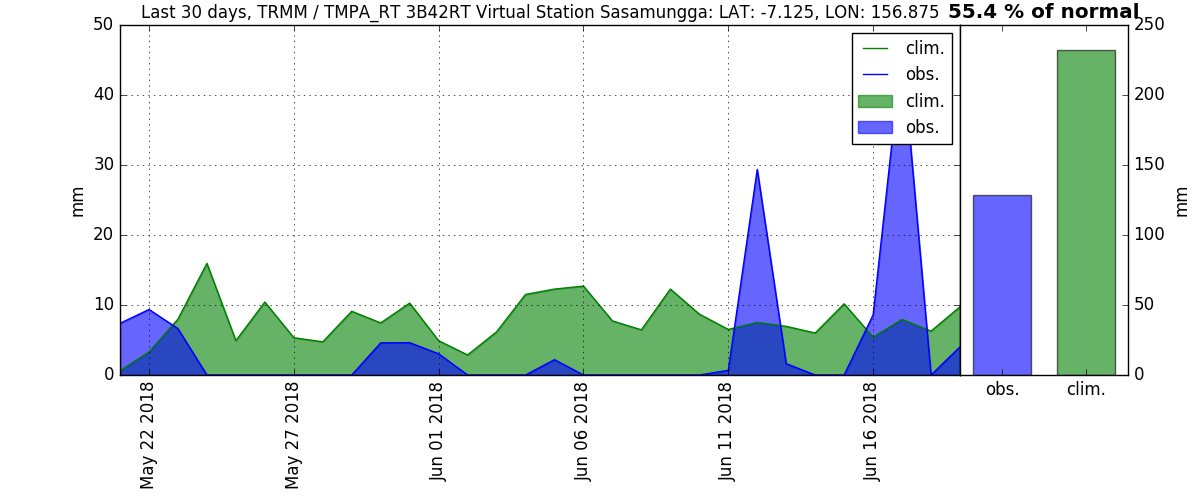 Last 30 days, TRMM / TMPA_RT 3B42RT Virtual Station Sasamungga: LAT: -7.125, LON: 156.875
55.4 % of normal
50
40
30
20
10
0
mm
clim.
obs.
clim.
obs.
May 22 2018
May 27 2018
Jun 01 2018
Jun 06 2018
Jun 11 2018
Jun 16 2018
250
200
150
100
50
0
mm
obs.
clim.